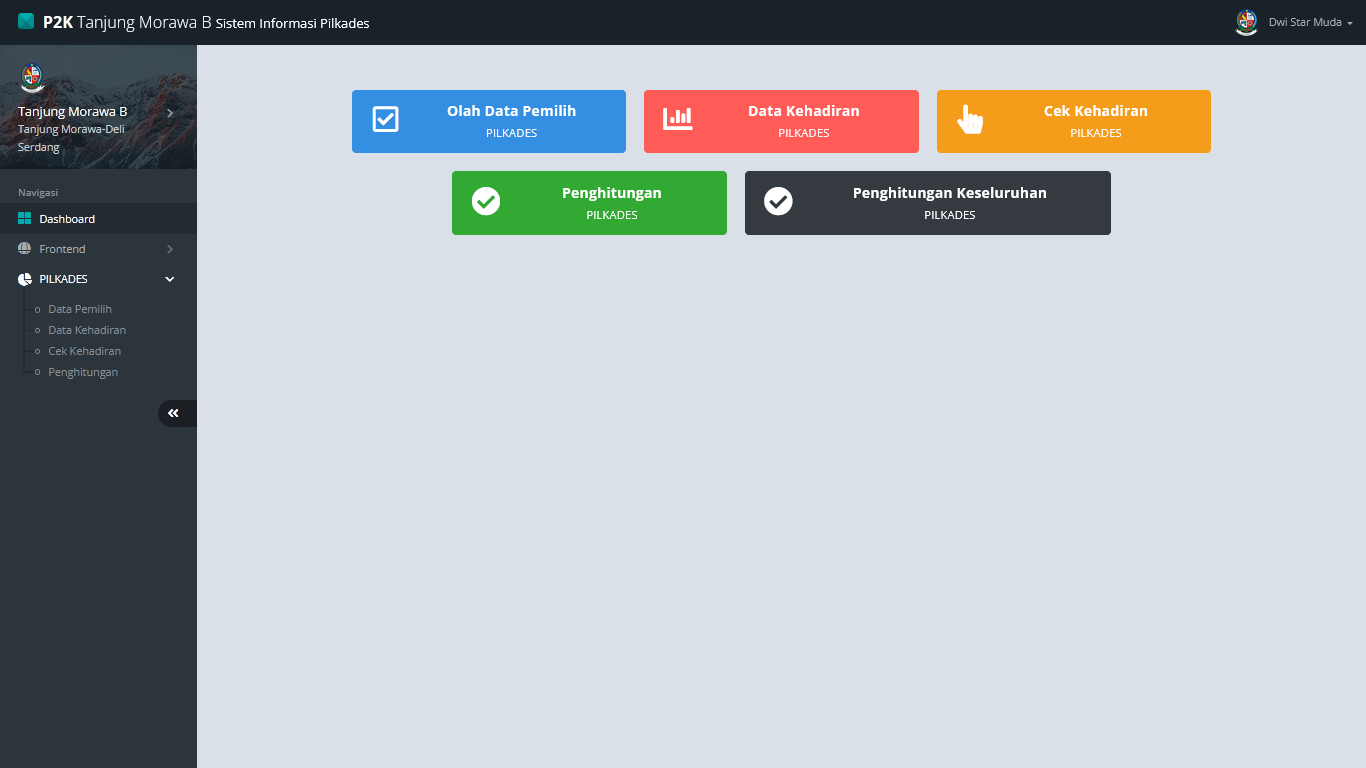 P2K Tanjung Morawa B Sistem Informasi Pilkades
Dwi Star Muda
Tanjung Morawa B
Tanjung Morawa-Deli
Serdang
Navigasi
Dashboard
Frontend
PILKADES
Data Pemilih
Data Kehadiran
Cek Kehadiran
Penghitungan
Olah Data Pemilih
PILKADES
Data Kehadiran
PILKADES
Cek Kehadiran
PILKADES
Penghitungan
PILKADES
Penghitungan Keseluruhan
PILKADES